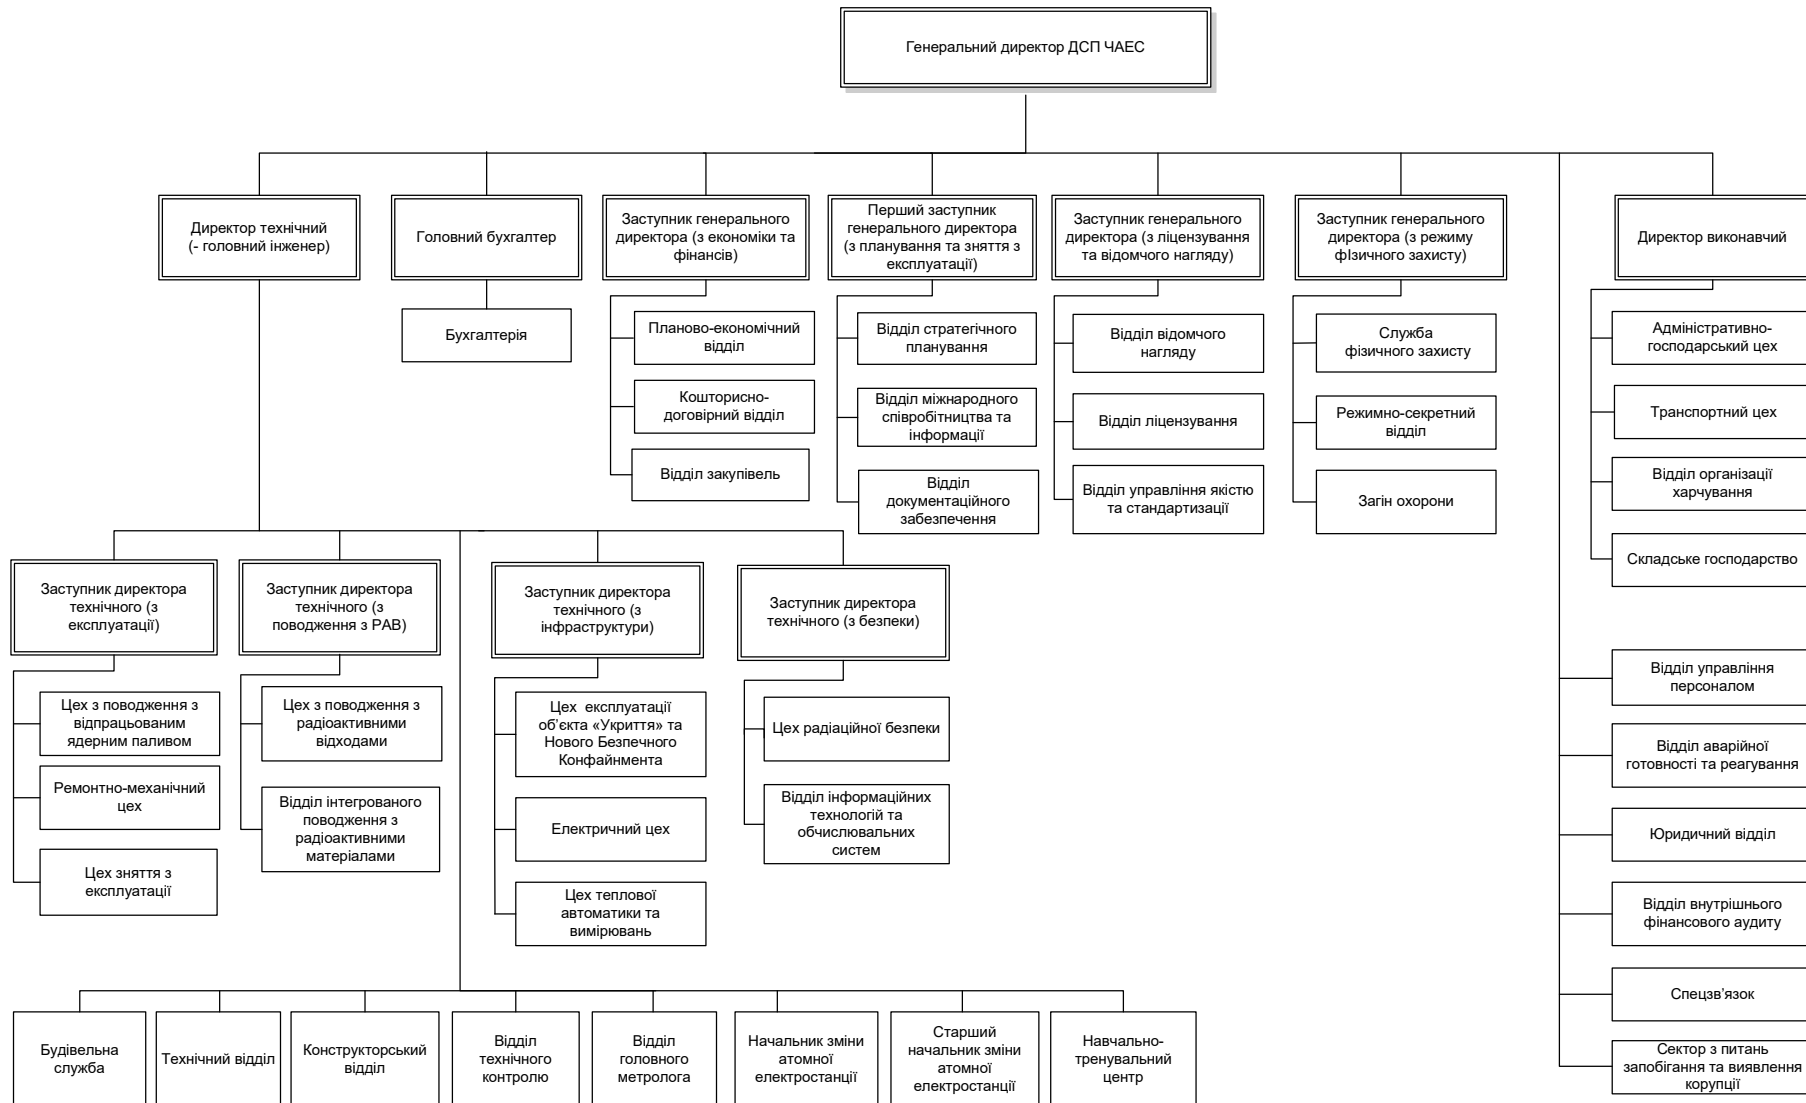 Генеральний директор ДСП ЧАЕС
Директор технічний
(- головний інженер)
Головний бухгалтер
Заступник генерального
директора (з економіки та
фінансів)
Перший заступник
генерального директора
(з планування та зняття з
експлуатації)
Заступник генерального
директора (з ліцензування
та відомчого нагляду)
Заступник генерального
директора (з режиму
фІзичного захисту)
Директор виконавчий
Бухгалтерія
Планово-економічний
відділ
Кошторисно-
договірний відділ
Відділ закупівель
Відділ стратегічного
планування
Відділ міжнародного
співробітництва та
інформації
Відділ
документаційного
забезпечення
Відділ відомчого
нагляду
Відділ ліцензування
Відділ управління якістю
та стандартизації
Служба
фізичного захисту
Режимно-секретний
відділ
Загін охорони
Адміністративно-
господарський цех
Транспортний цех
Відділ організації
харчування
Складське господарство
Заступник директора
технічного (з
експлуатації)
Заступник директора
технічного (з
поводження з РАВ)
Заступник директора
технічного (з
інфраструктури)
Заступник директора
технічного (з безпеки)
Цех з поводження з
відпрацьованим
ядерним паливом
Ремонтно-механічний
цех
Цех зняття з
експлуатації
Цех з поводження з
радіоактивними
відходами
Відділ інтегрованого
поводження з
радіоактивними
матеріалами
Цех експлуатації
об’єкта «Укриття» та
Нового Безпечного
Конфайнмента
Електричний цех
Цех теплової
автоматики та
вимірювань
Цех радіаційної безпеки
Відділ інформаційних
технологій та
обчислювальних
систем
Відділ управління
персоналом
Відділ аварійної
готовності та реагування
Юридичний відділ
Відділ внутрішнього
фінансового аудиту
Спецзв’язок
Сектор з питань
запобігання та виявлення
корупції
Будівельна
служба
Технічний відділ
Конструкторський
відділ
Відділ
технічного
контролю
Відділ
головного
метролога
Начальник зміни
атомної
електростанції
Старший
начальник зміни
атомної
електростанції
Навчально-
тренувальний
центр